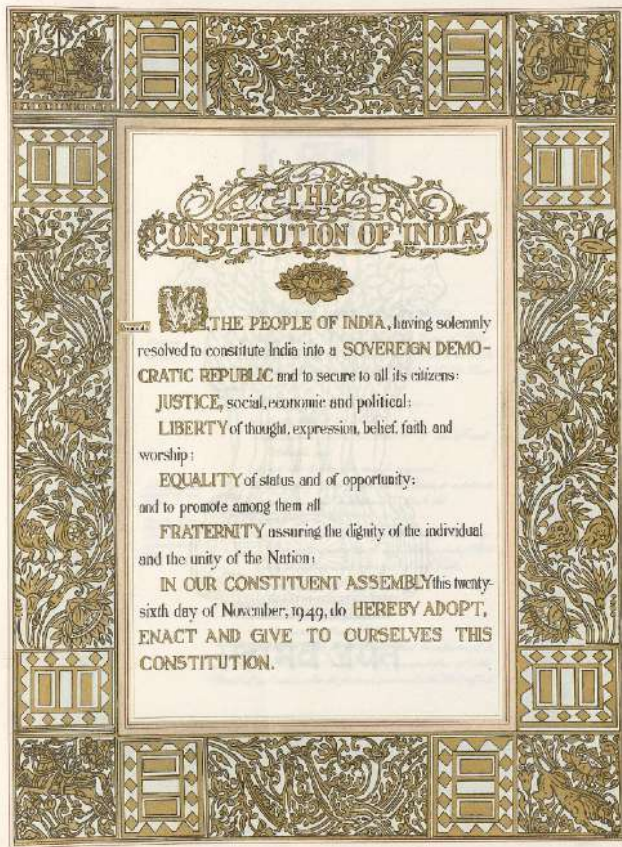 THE
CONSTITUTION OF INDIA
WE, THE PEOPLE OF INDIA, having solemnly
resolved to constitute India into a SOVEREIGN DEMO-
CRATIC REPUBLIC and to secure to all its citizens:
JUSTICE, social, economic and political;
LIBERTY of thought, expression, belief, faith and
worship;
EQUALITY of status and of opportunity;
and to promote among them all
FRATERNITY assuring the dignity of the individual
and the unity of the Nation;
IN OUR CONSTITUENT ASSEMBLY this twenty-
sixth day of November, 1949, do HEREBY ADOPT,
ENACT AND GIVE TO OURSELVES THIS
CONSTITUTION.